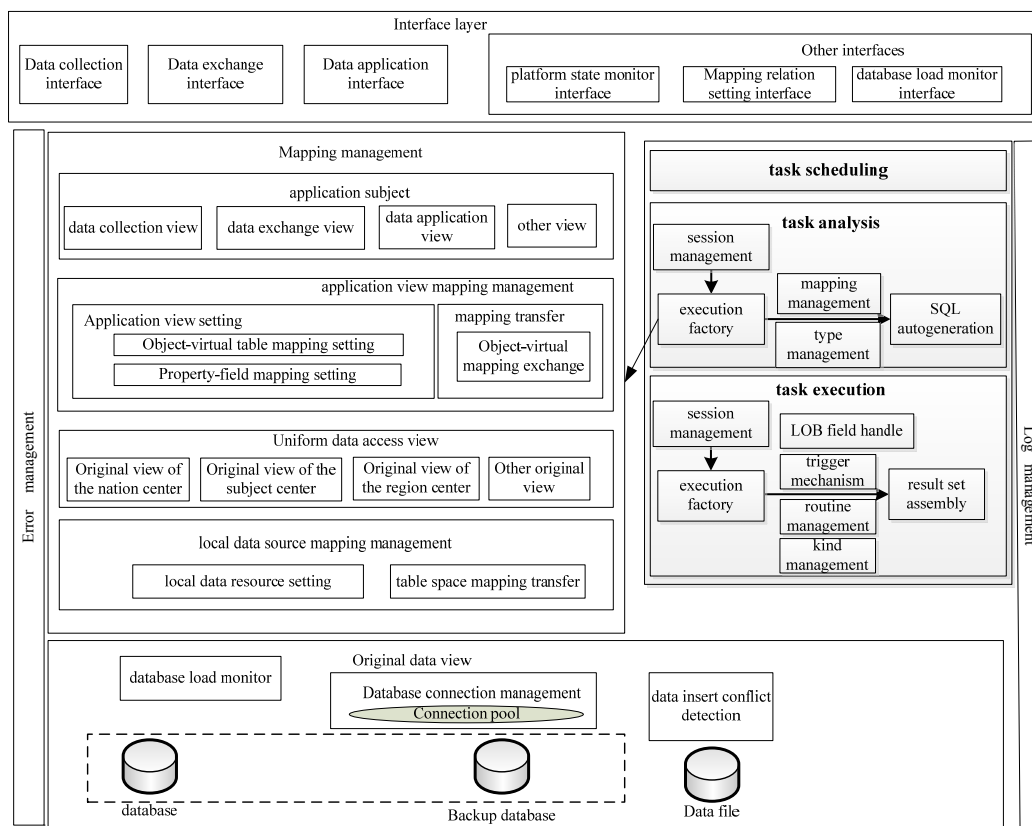 Interface layer
Data collection
interface
Data exchange
interface
Data application
interface
Other interfaces
platform state monitor
interface
Mapping relation
setting interface
database load monitor
interface
Error management
Mapping management
application subject
data collection view
data exchange view
data application
view
other view
application view mapping management
Application view setting
Object-virtual table mapping setting
Property-field mapping setting
mapping transfer
Object-virtual
mapping exchange
Uniform data access view
Original view of
the nation center
Original view of the
subject center
Original view of
the region center
Other original
view
local data source mapping management
local data resource setting
table space mapping transfer
task scheduling
task analysis
session
management
execution
factory
mapping
management
type
management
SQL
autogeneration
task execution
session
management
LOB field handle
execution
factory
trigger
mechanism
routine
management
kind
management
result set
assembly
Log management
Original data view
database load monitor
Database connection management
Connection pool
data insert conflict
detection
database
Backup database
Data file